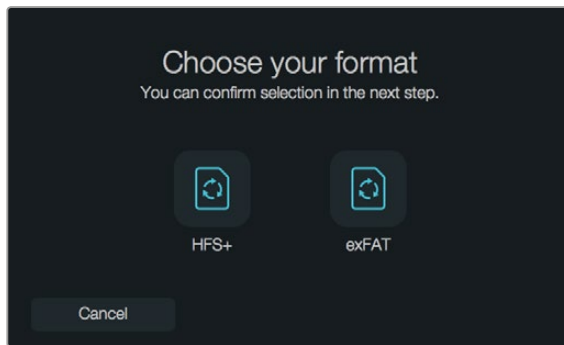 Choose your format
You can confirm selection in the next step.
HFS+ exFAT
Cancel